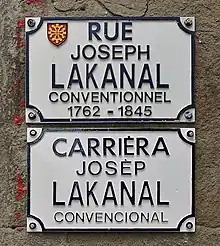 RUE
JOSEPH
LAKANAL
CONVENTIONNEL
1762 - 1845
CARRIÈRA
JOSÈP
LAKANAL
CONVENCIONAL